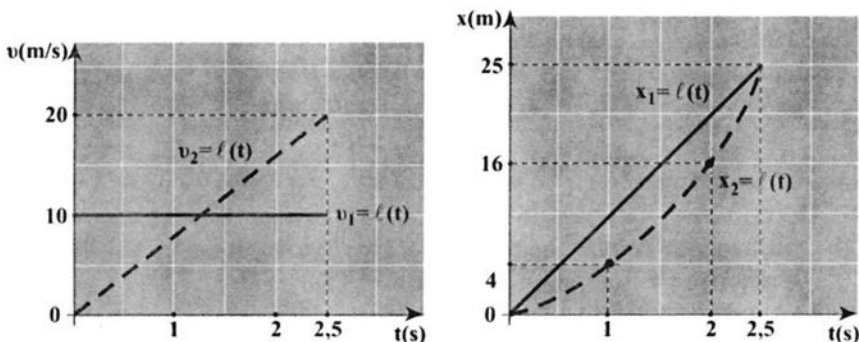 υ(m/s)
20
υ₂= ℓ(t)
10
υ₁= ℓ(t)
0
1
2
2,5
t(s)
x(m)
25
x₁= ℓ(t)
16
x₂= ℓ(t)
4
0
1
2
2,5
t(s)